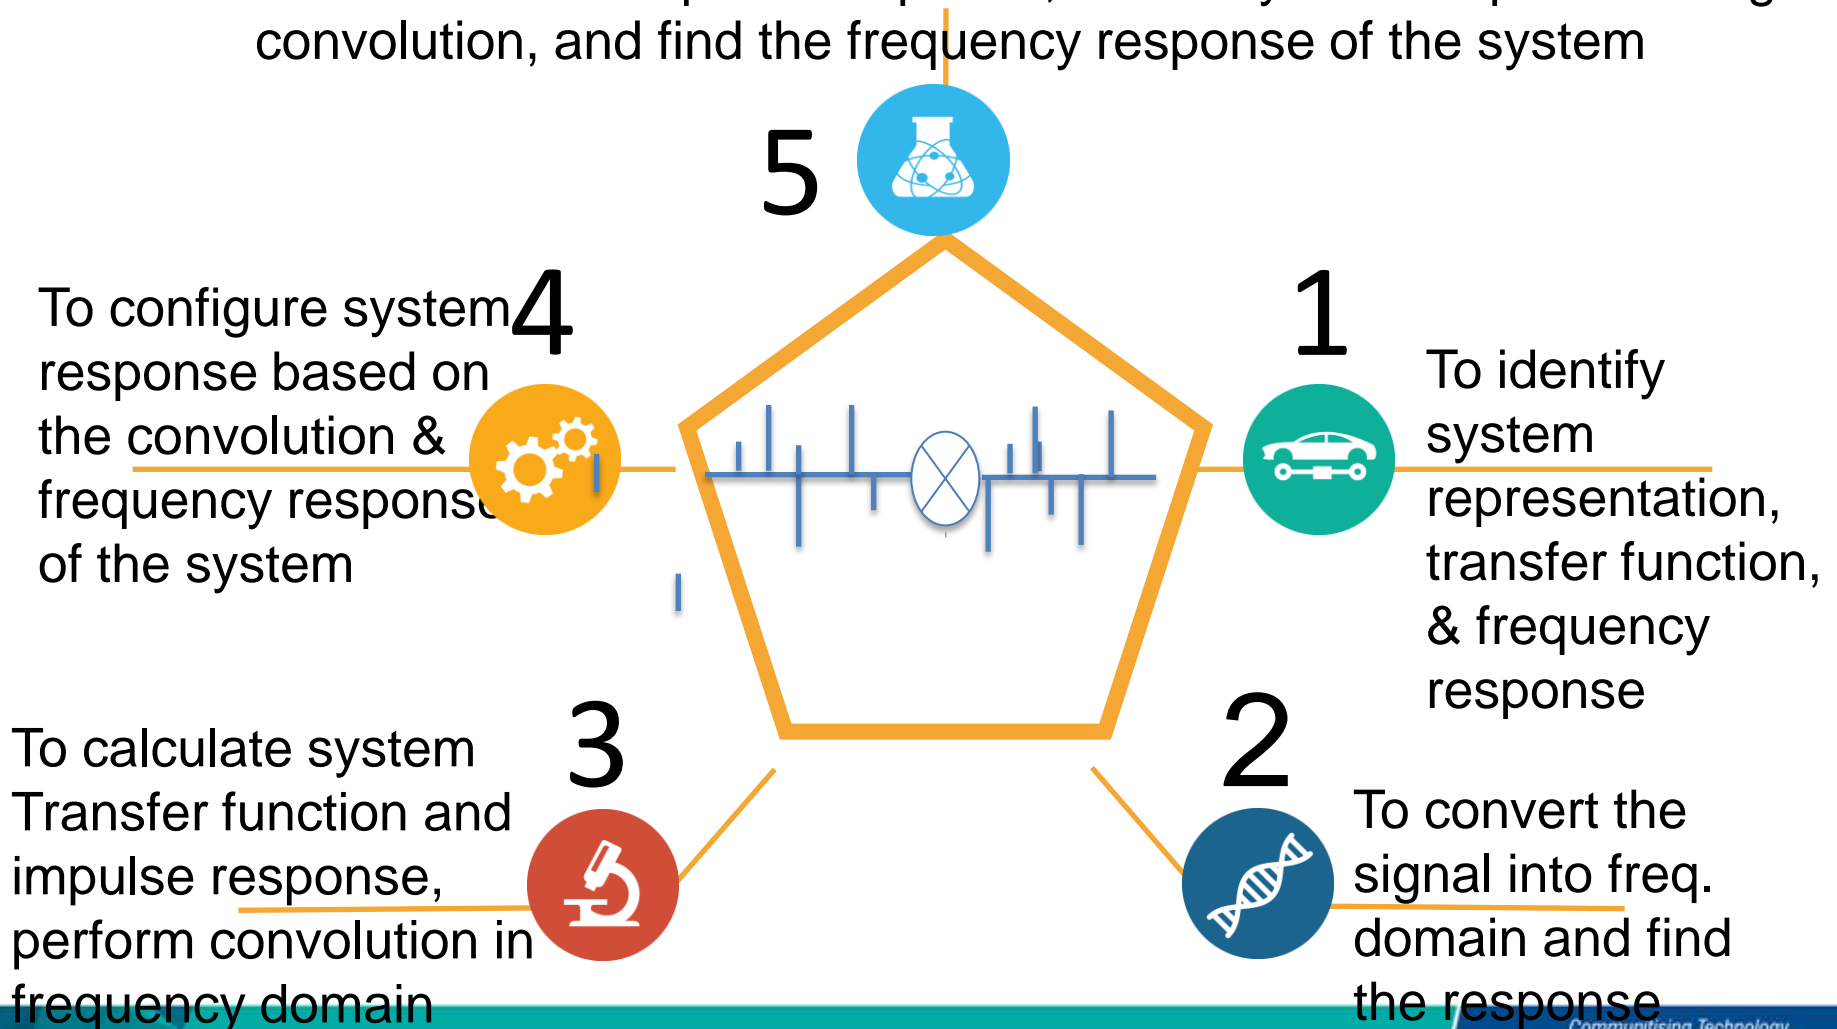 convolution, and find the frequency response of the system
5
4
To configure system
response based on
the convolution &
frequency response
of the system
1
To identify
system
representation,
transfer function,
& frequency
response
3
To calculate system
Transfer function and
impulse response,
perform convolution in
frequency domain
2
To convert the
signal into freq.
domain and find
the response
Communitising Technology